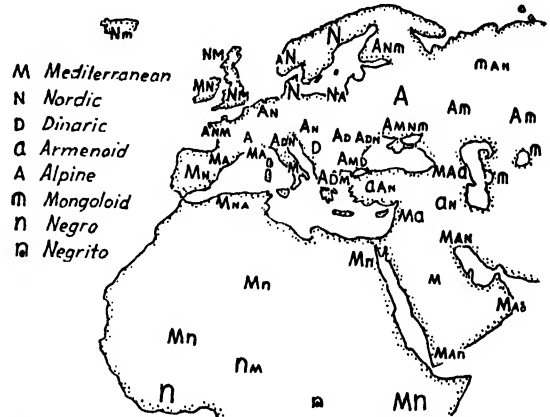 Nm
M Mediterranean
N Nordic
D Dinaric
a Armenoid
A Alpine
m Mongoloid
n Negro
Negrito
NM
MN
NM
AN
N
N
ANm
N
NA
mAN
A
Am
Am
AN
ANM
A
AN
D
ADN
AD
ADN
AMNm
AMD
MA
MA
MN
ADM
aAN
MAa
m
m
aN
Ma
MNA
Mn
MAN
M
MAn
Mn
Mn
nM
n
Mn